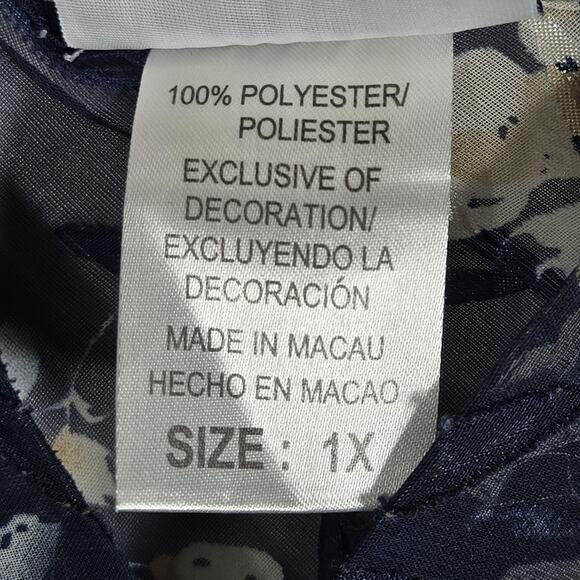 100% POLYESTER/
POLIESTER
EXCLUSIVE OF
DECORATION/
EXCLUYENDO LA
DECORACIÓN
MADE IN MACAU
HECHO EN MACAO
SIZE : 1X